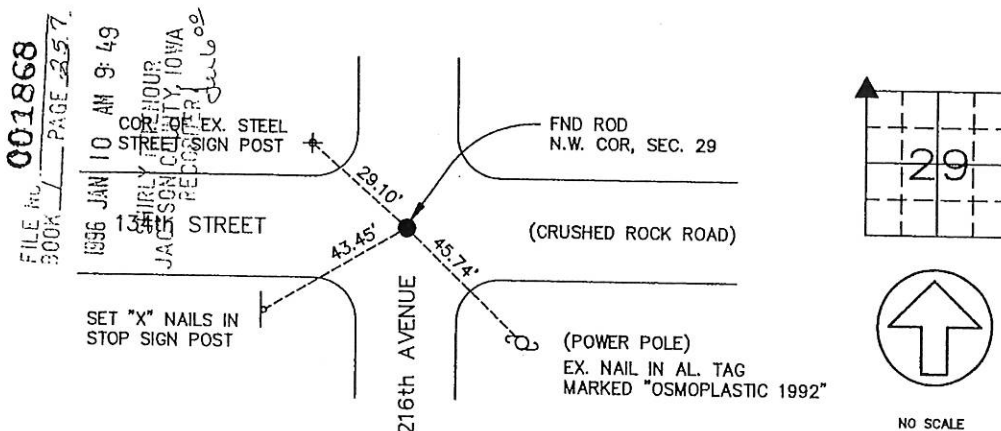 FILE NO. 001868
BOOK 1 PAGE 257
1996 JAN 10 AM 9:49
JACKSON COUNTY, IOWA
RECORDER
COR. OF EX. STEEL
STREET SIGN POST
FND ROD
N.W. COR, SEC. 29
29.10'
29
134th STREET
(CRUSHED ROCK ROAD)
43.45'
45.74'
SET "X" NAILS IN
STOP SIGN POST
216th AVENUE
(POWER POLE)
EX. NAIL IN AL. TAG
MARKED "OSMOPLASTIC 1992"
NO SCALE